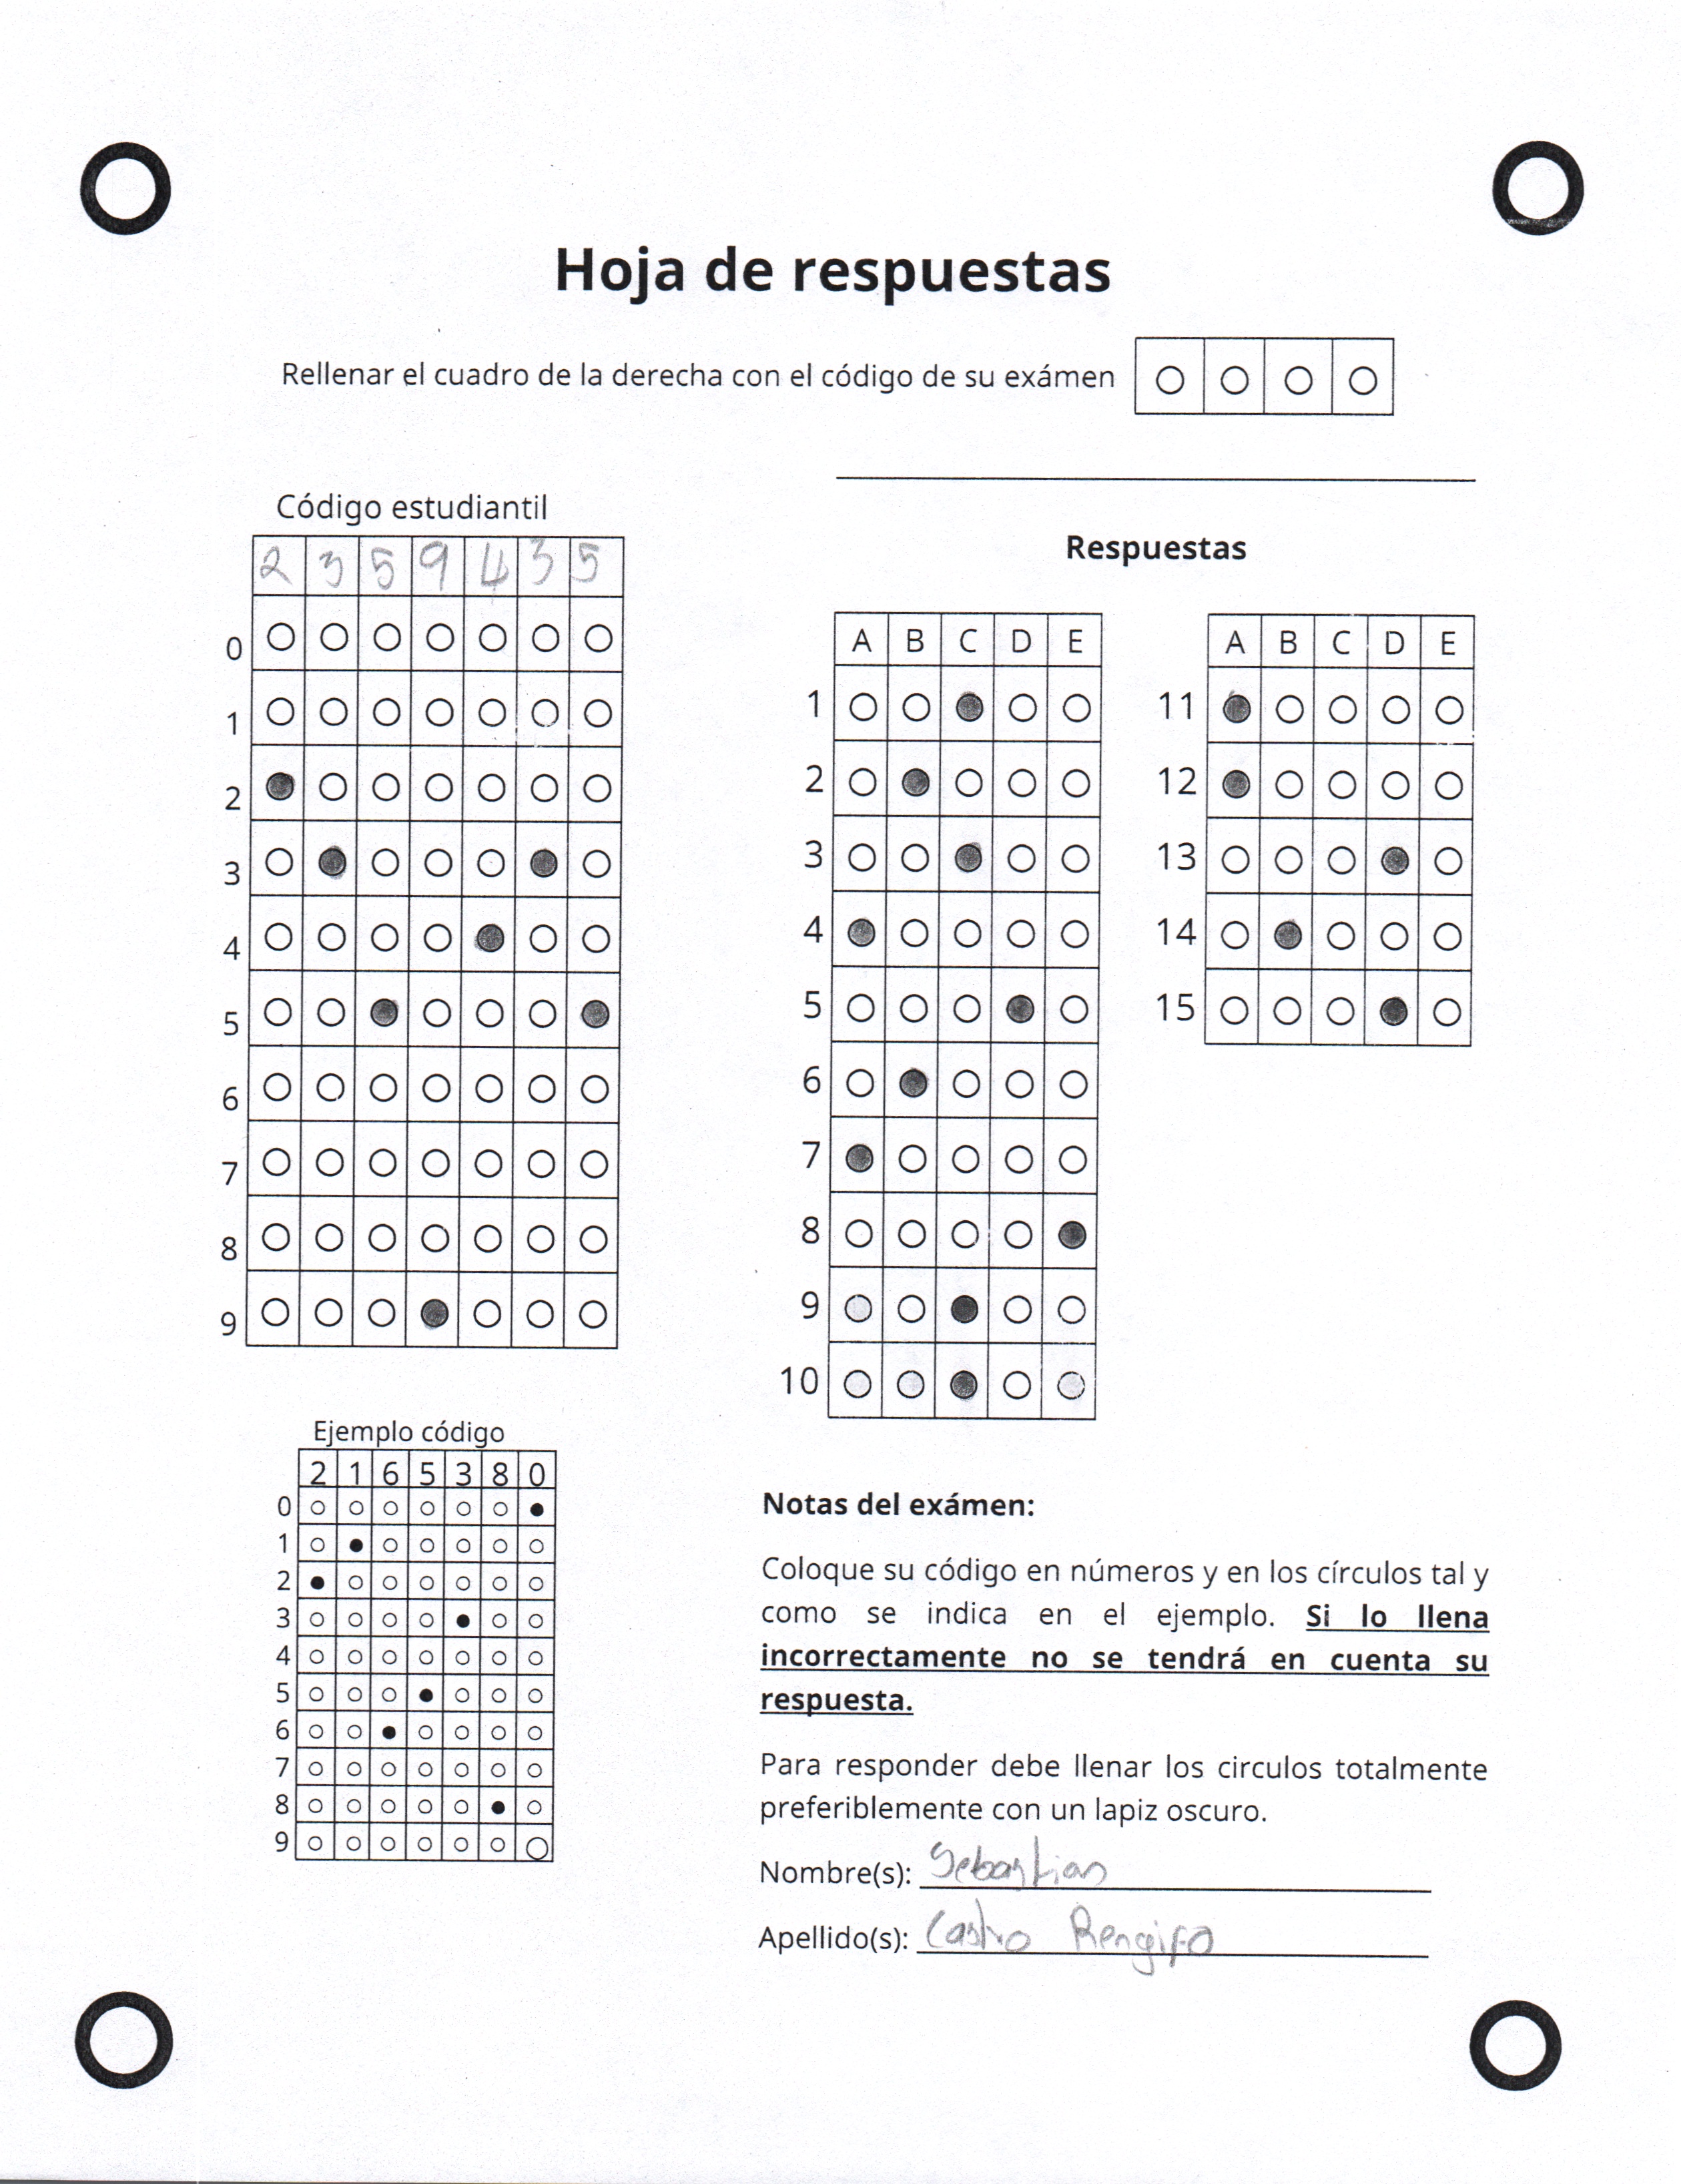 Hoja de respuestas
Rellenar el cuadro de la derecha con el código de su exámen
Código estudiantil
2 3 5 9 4 3 5
0
1
2
3
4
5
6
7
8
9
Respuestas
A B C D E
1
2
3
4
5
6
7
8
9
10
A B C D E
11
12
13
14
15
Ejemplo código
2 1 6 5 3 8 0
0
1
2
3
4
5
6
7
8
9
Notas del exámen:
Coloque su código en números y en los círculos tal y
como se indica en el ejemplo. Si lo llena
incorrectamente no se tendrá en cuenta su
respuesta.
Para responder debe llenar los circulos totalmente
preferiblemente con un lapiz oscuro.
Nombre(s): Sebastian
Apellido(s): Castro Rengifo